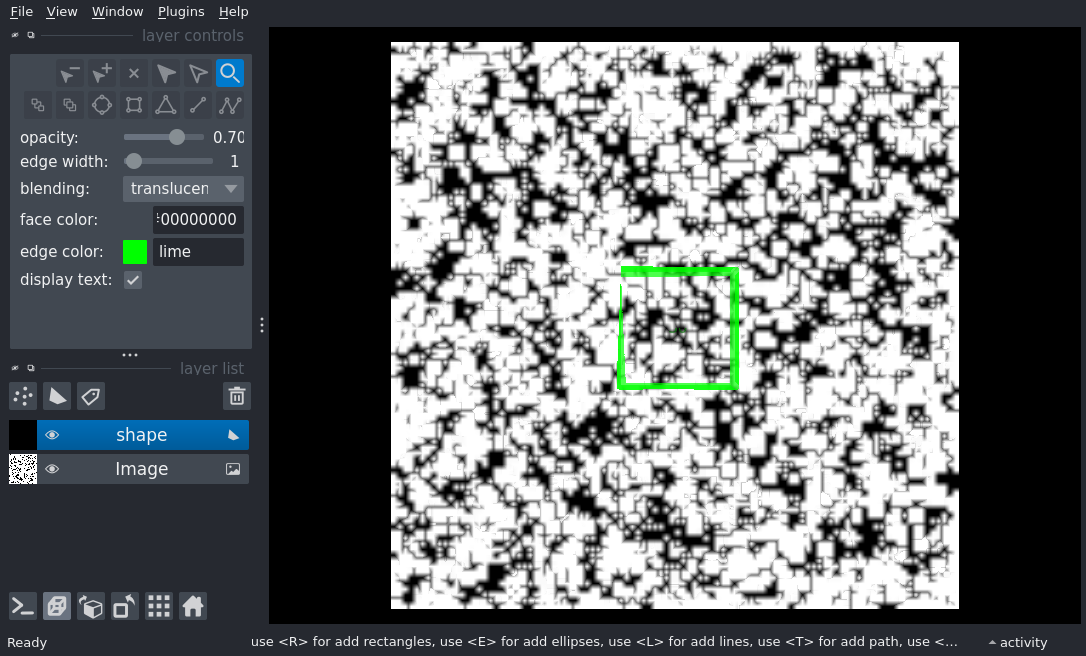 File View Window Plugins Help
layer controls
opacity: 0.70
edge width: 1
blending: translucen
face color: 00000000
edge color: lime
display text:
layer list
shape
Image
Ready use <R> for add rectangles, use <E> for add ellipses, use <L> for add lines, use <T> for add path, use <... activity